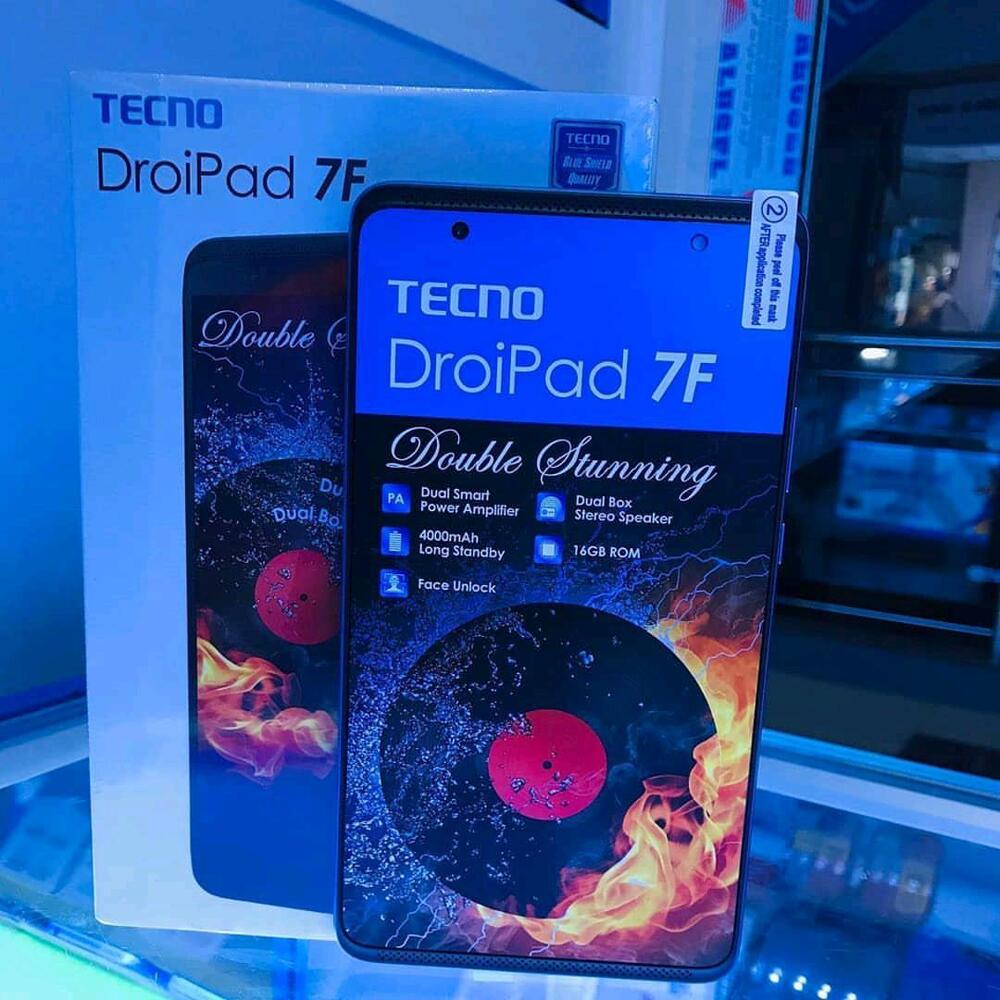 TECNO
DroiPad 7F
TECNO
BLUE SHIELD
QUALITY
Double S
Du
Dual Bo
TECNO
DroiPad 7F
Double Stunning
PA
Dual Smart
Power Amplifier
Dual Box
Stereo Speaker
4000mAh
Long Standby
16GB ROM
Face Unlock
2
Please peel off this mask
AFTER application completed